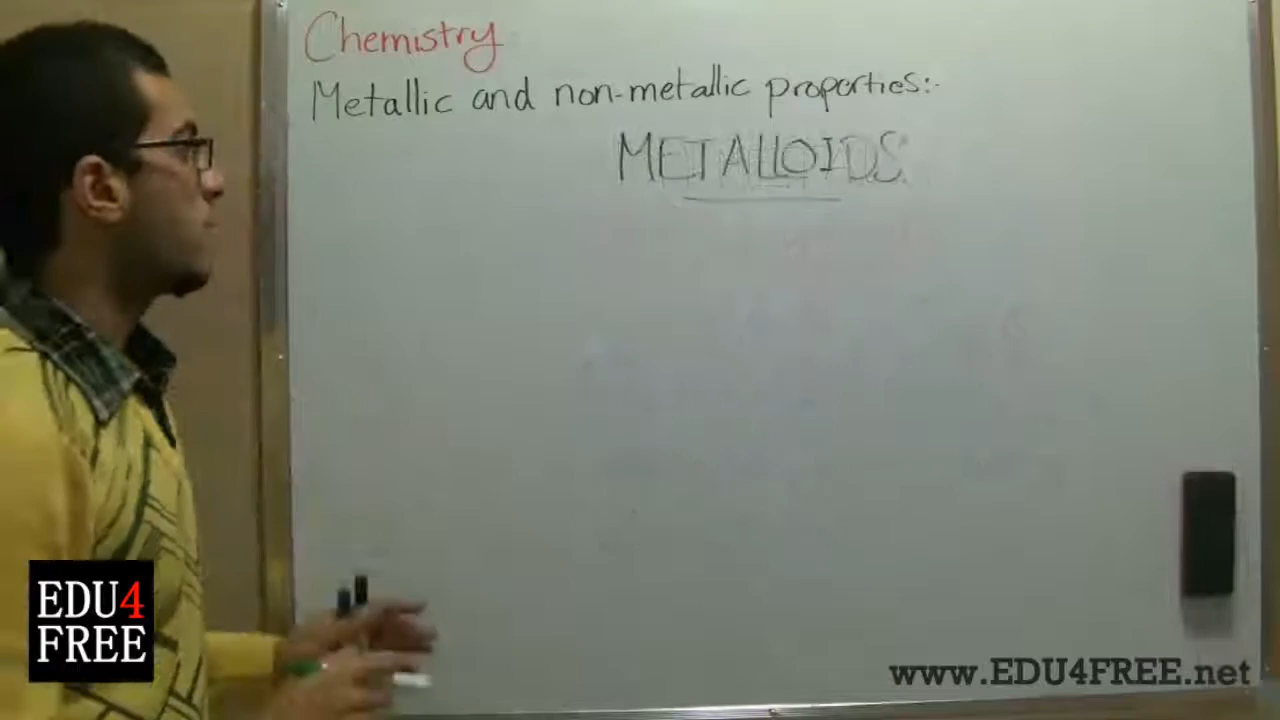 Chemistry
Metallic and non-metallic properties:-
METALLOIDS
EDU4
FREE
www.EDU4FREE.net